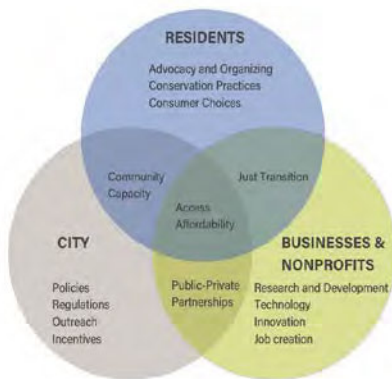 RESIDENTS
Advocacy and Organizing
Conservation Practices
Consumer Choices
Community
Capacity
Just Transition
Access
Affordability
CITY
Policies
Regulations
Outreach
Incentives
Public-Private
Partnerships
BUSINESSES &
NONPROFITS
Research and Development
Technology
Innovation
Job creation